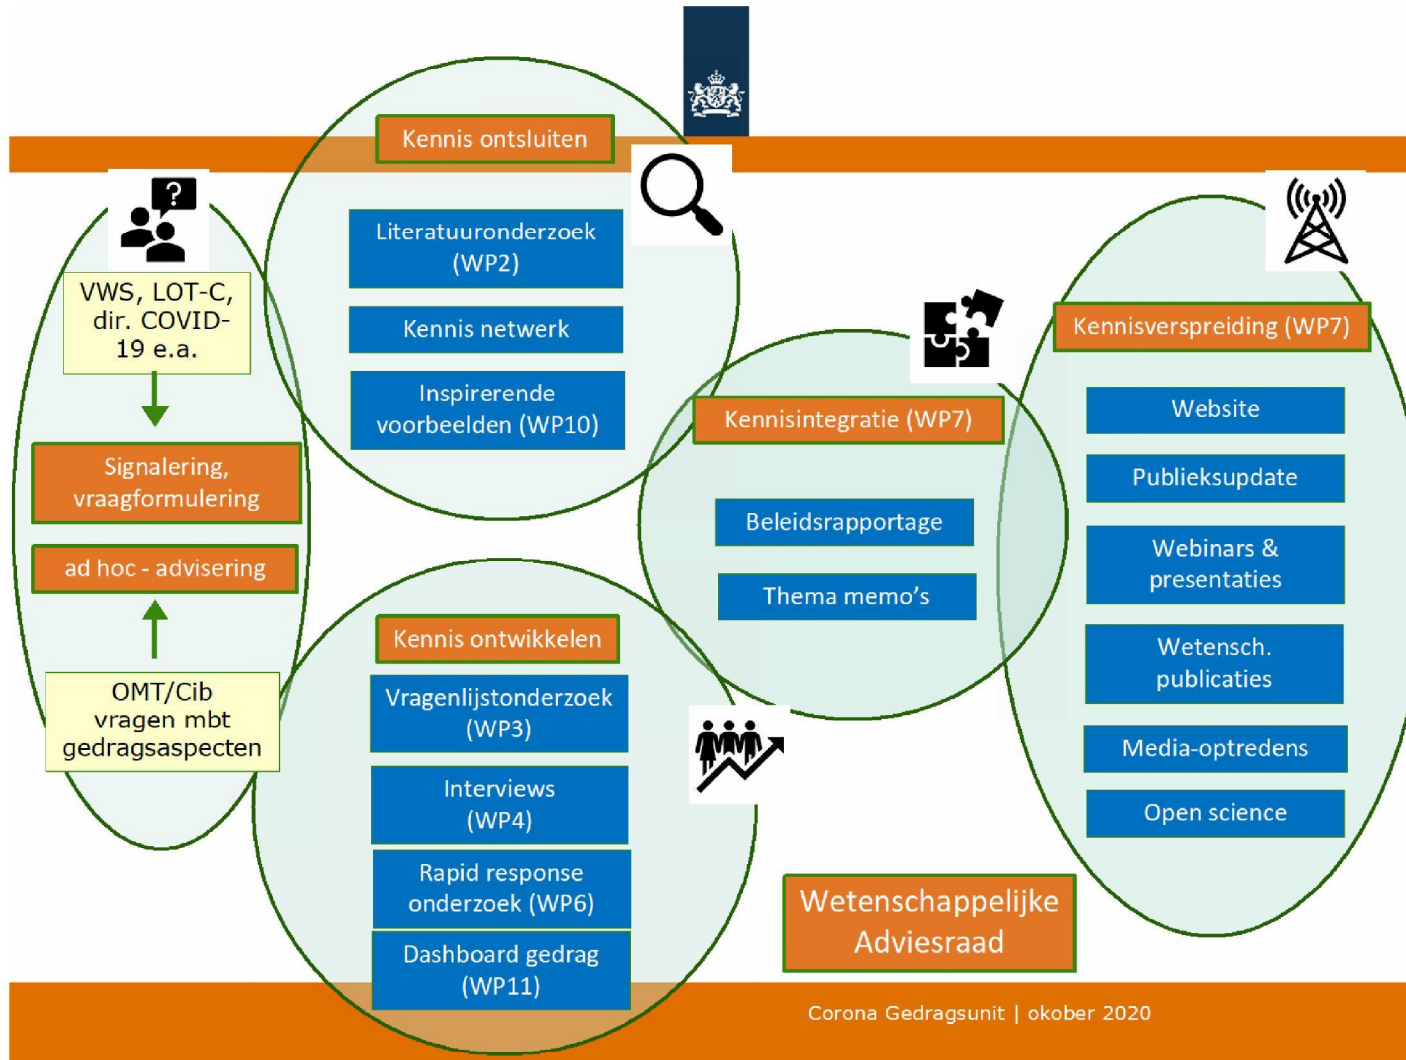 Kennis ontsluiten
Literatuuronderzoek
(WP2)
Kennis netwerk
Inspirerende
voorbeelden (WP10)
?
VWS, LOT-C,
dir. COVID-
19 e.a.
Signalering,
vraagformulering
ad hoc - advisering
OMT/Cib
vragen mbt
gedragsaspecten
Kennis ontwikkelen
Vragenlijstonderzoek
(WP3)
Interviews
(WP4)
Rapid response
onderzoek (WP6)
Dashboard gedrag
(WP11)
Kennisintegratie (WP7)
Beleidsrapportage
Thema memo’s
Kennisverspreiding (WP7)
Website
Publieksupdate
Webinars &
presentaties
Wetensch.
publicaties
Media-optredens
Open science
Wetenschappelijke
Adviesraad
Corona Gedragsunit | okober 2020